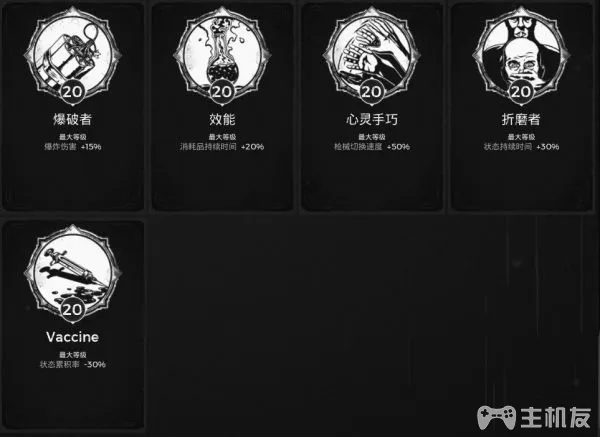 20
爆破者
最大等级
爆炸伤害 +15%
20
效能
最大等级
消耗品持续时间 +20%
20
心灵手巧
最大等级
枪械切换速度 +50%
20
折磨者
最大等级
状态持续时间 +30%
20
Vaccine
最大等级
状态累积率 -30%
主机友